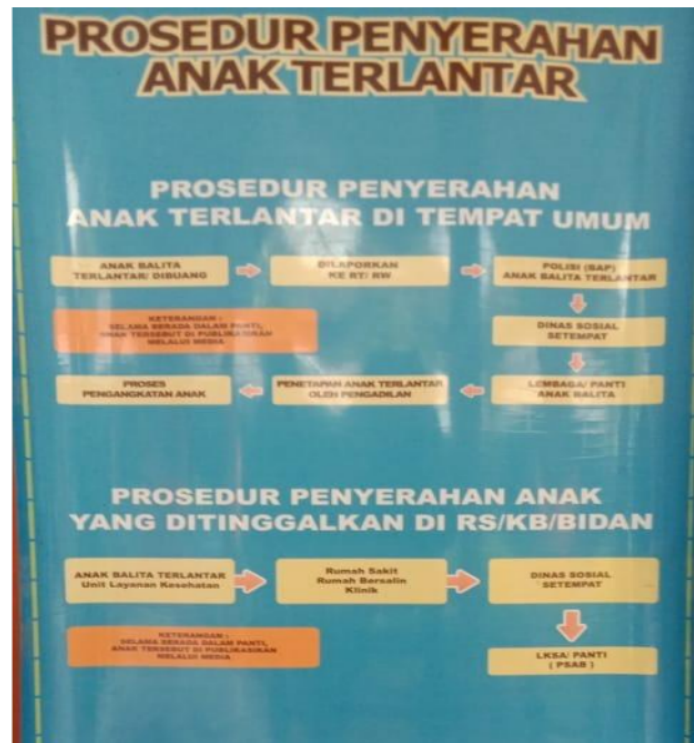 PROSEDUR PENYERAHAN
ANAK TERLANTAR
PROSEDUR PENYERAHAN
ANAK TERLANTAR DI TEMPAT UMUM
ANAK BALITA
TERLANTAR/ DIBUANG
DILAPORKAN
KE RT/ RW
POLISI (BAP)
ANAK BALITA TERLANTAR
KETERANGAN :
SELAMA BERADA DALAM PANTI,
ANAK TERSEBUT DI PUBLIKASIKAN
MELALUI MEDIA
DINAS SOSIAL
SETEMPAT
PROSES
PENGANGKATAN ANAK
PENETAPAN ANAK TERLANTAR
OLEH PENGADILAN
LEMBAGA/ PANTI
ANAK BALITA
PROSEDUR PENYERAHAN ANAK
YANG DITINGGALKAN DI RS/KB/BIDAN
ANAK BALITA TERLANTAR
Unit Layanan Kesehatan
Rumah Sakit
Rumah Bersalin
Klinik
DINAS SOSIAL
SETEMPAT
KETERANGAN :
SELAMA BERADA DALAM PANTI,
ANAK TERSEBUT DI PUBLIKASIKAN
MELALUI MEDIA
LKSA/ PANTI
( PSAB )